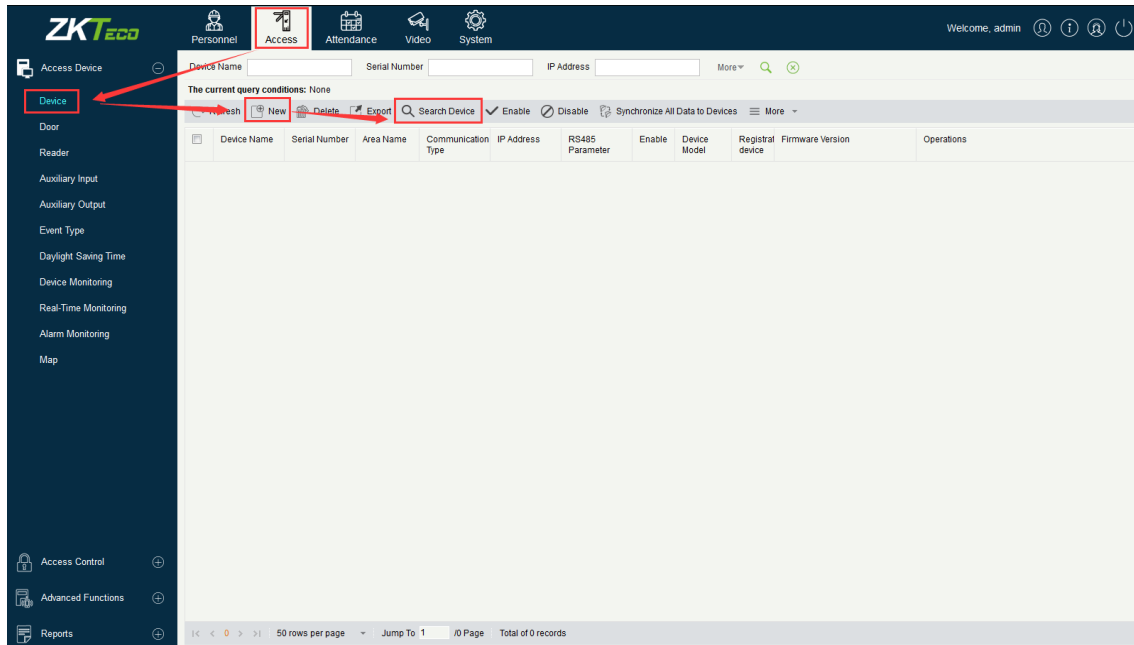 ZKTECO
Personnel
Access
Attendance
Video
System
Welcome, admin
Access Device
Device
Door
Reader
Auxiliary Input
Auxiliary Output
Event Type
Daylight Saving Time
Device Monitoring
Real-Time Monitoring
Alarm Monitoring
Map
Access Control
Advanced Functions
Reports
Device Name Serial Number IP Address More
The current query conditions: None
Refresh New Delete Export Search Device Enable Disable Synchronize All Data to Devices More
Device Name Serial Number Area Name Communication IP Address RS485 Enable Device Registrat Firmware Version Operations
Type Parameter Model device
|< < 0 > >| 50 rows per page Jump To 1 /0 Page Total of 0 records